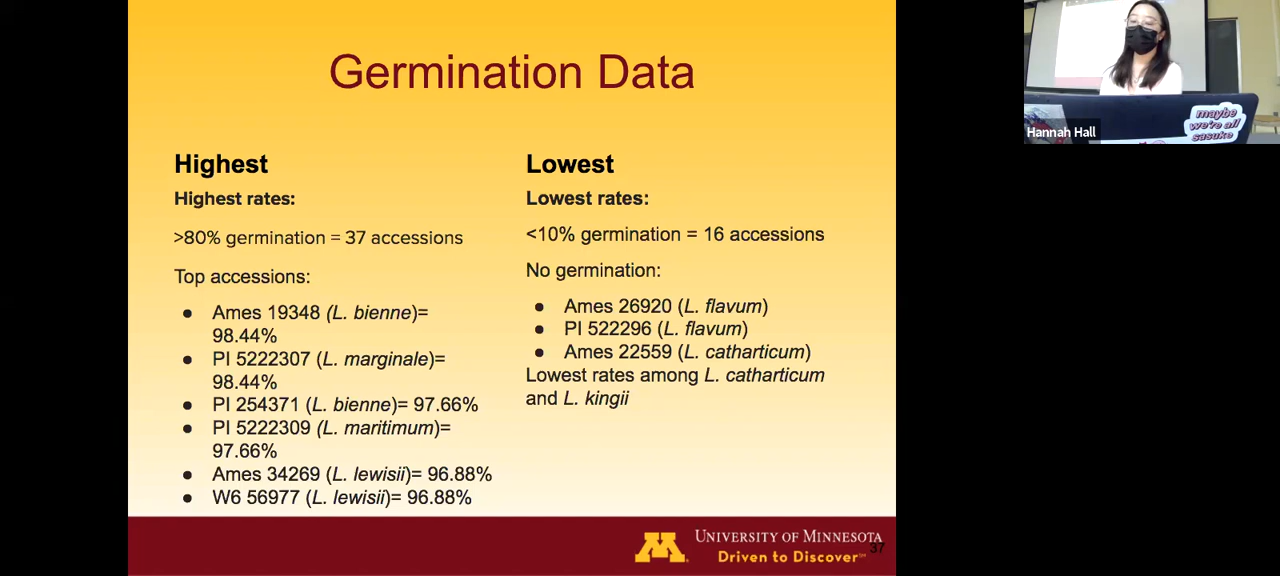 Germination Data
Highest
Highest rates:
>80% germination = 37 accessions
Top accessions:
● Ames 19348 (L. bienne)=
98.44%
● PI 5222307 (L. marginale)=
98.44%
● PI 254371 (L. bienne)= 97.66%
● PI 5222309 (L. maritimum)=
97.66%
● Ames 34269 (L. lewisii)= 96.88%
● W6 56977 (L. lewisii)= 96.88%
Lowest
Lowest rates:
<10% germination = 16 accessions
No germination:
● Ames 26920 (L. flavum)
● PI 522296 (L. flavum)
● Ames 22559 (L. catharticum)
Lowest rates among L. catharticum
and L. kingii
M
UNIVERSITY OF MINNESOTA
Driven to Discover℠
37
maybe
we're all
sasuke
Hannah Hall